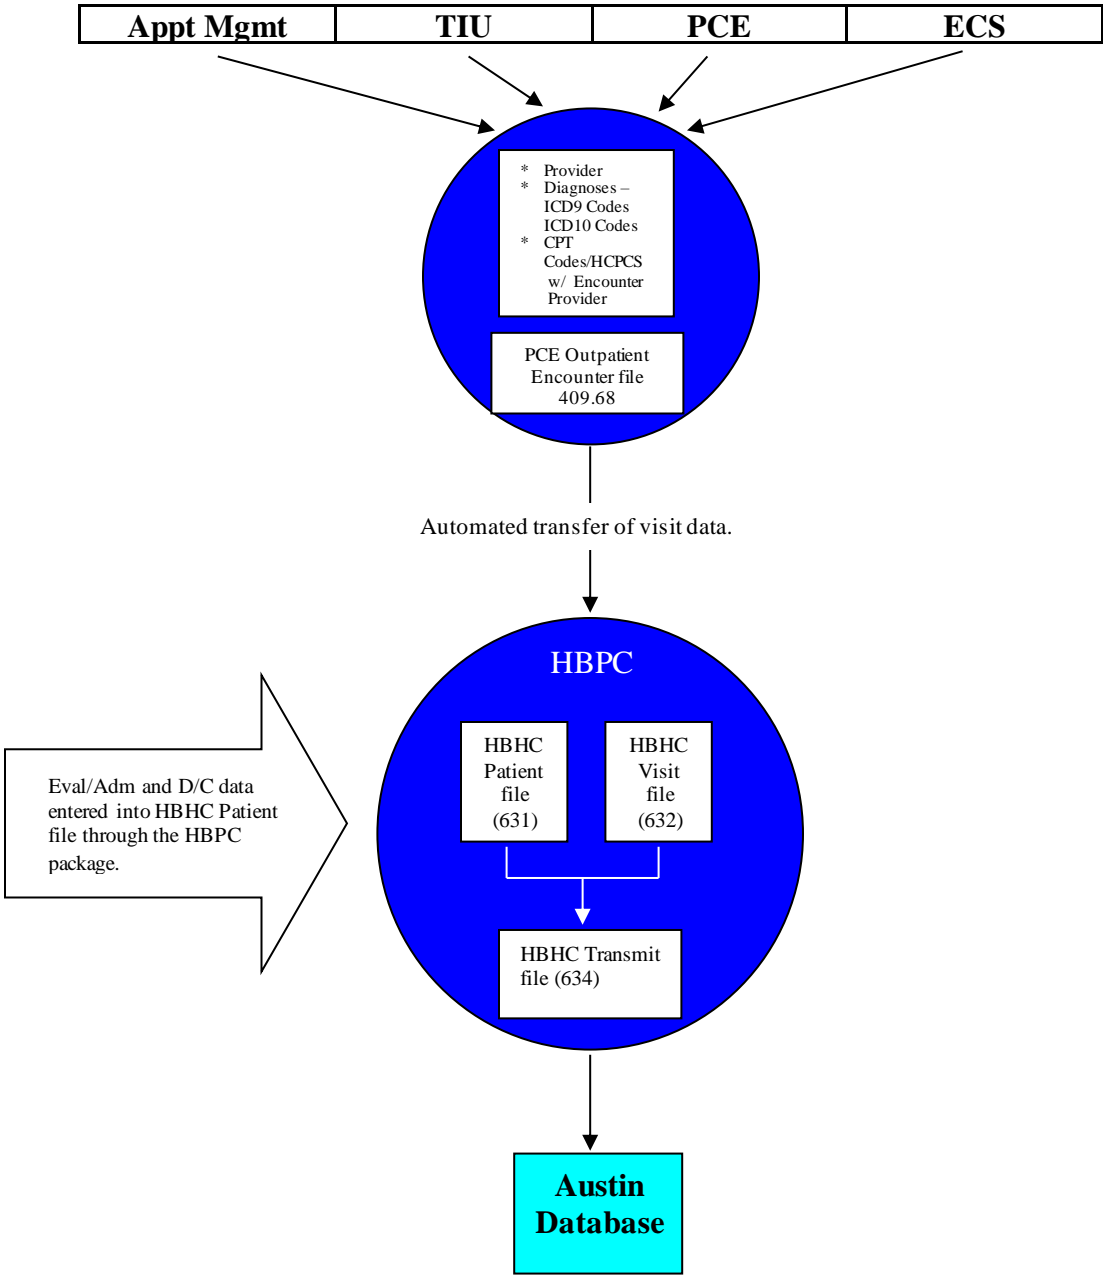 Appt Mgmt TIU PCE ECS
* Provider
* Diagnoses –
ICD9 Codes
ICD10 Codes
* CPT
Codes/HCPCS
w/ Encounter
Provider
PCE Outpatient
Encounter file
409.68
Automated transfer of visit data.
HBPC
HBHC
Patient
file
(631)
HBHC
Visit
file
(632)
Eval/Adm and D/C data
entered into HBHC Patient
file through the HBPC
package.
HBHC Transmit
file (634)
Austin
Database